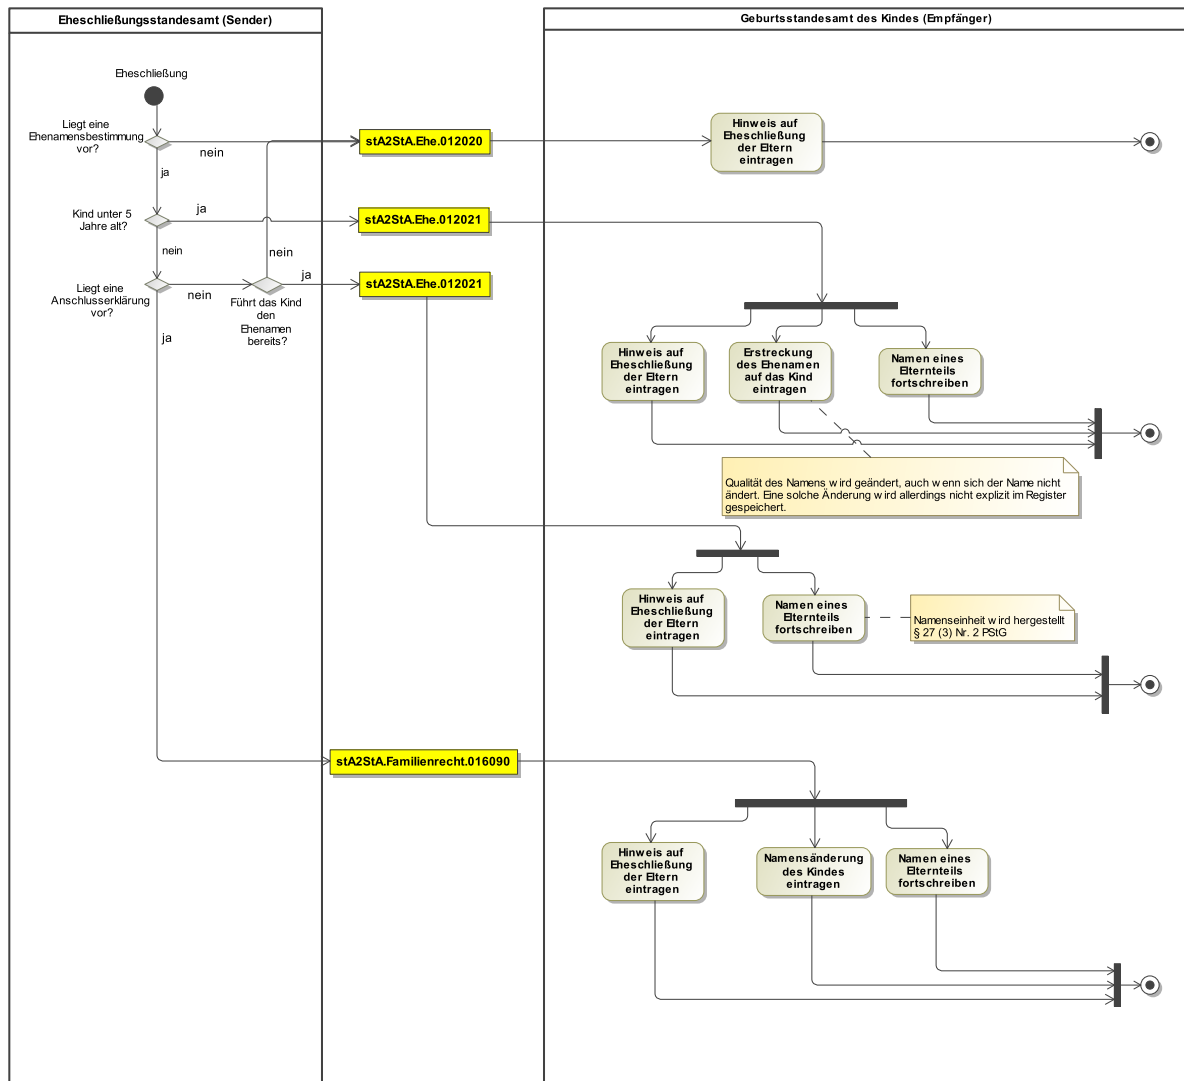 Eheschließungsstandesamt (Sender)
Geburtsstandesamt des Kindes (Empfänger)
Eheschließung
Liegt eine
Ehenamensbestimmung
vor?
nein
ja
stA2StA.Ehe.012020
Hinweis auf
Eheschließung
der Eltern
eintragen
Kind unter 5
Jahre alt?
ja
nein
stA2StA.Ehe.012021
Liegt eine
Anschlusserklärung
vor?
nein
ja
nein
ja
Führt das Kind
den
Ehenamen
bereits?
stA2StA.Ehe.012021
Hinweis auf
Eheschließung
der Eltern
eintragen
Erstreckung
des Ehenamen
auf das Kind
eintragen
Namen eines
Elternteils
fortschreiben
Qualität des Namens wird geändert, auch wenn sich der Name nicht
ändert. Eine solche Änderung wird allerdings nicht explizit im Register
gespeichert.
Hinweis auf
Eheschließung
der Eltern
eintragen
Namen eines
Elternteils
fortschreiben
Namenseinheit wird hergestellt
§ 27 (3) Nr. 2 PStG
stA2StA.Familienrecht.016090
Hinweis auf
Eheschließung
der Eltern
eintragen
Namensänderung
des Kindes
eintragen
Namen eines
Elternteils
fortschreiben